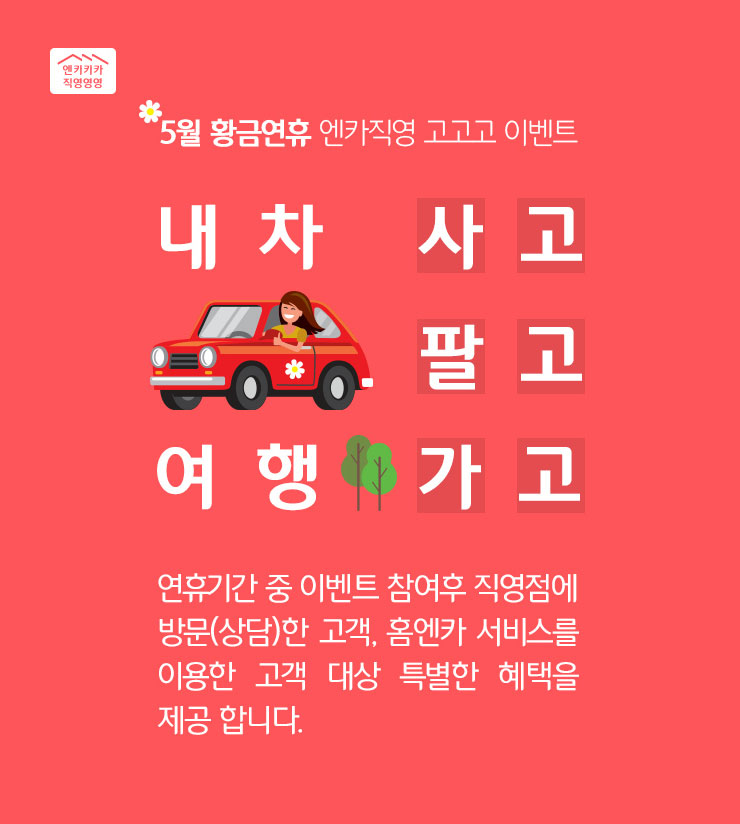 엔카키카
직영영영
5월 황금연휴 엔카직영 고고고 이벤트
내 차 사 고
팔 고
여 행 가 고
연휴기간 중 이벤트 참여후 직영점에
방문(상담)한 고객, 홈엔카 서비스를
이용한 고객 대상 특별한 혜택을
제공 합니다.